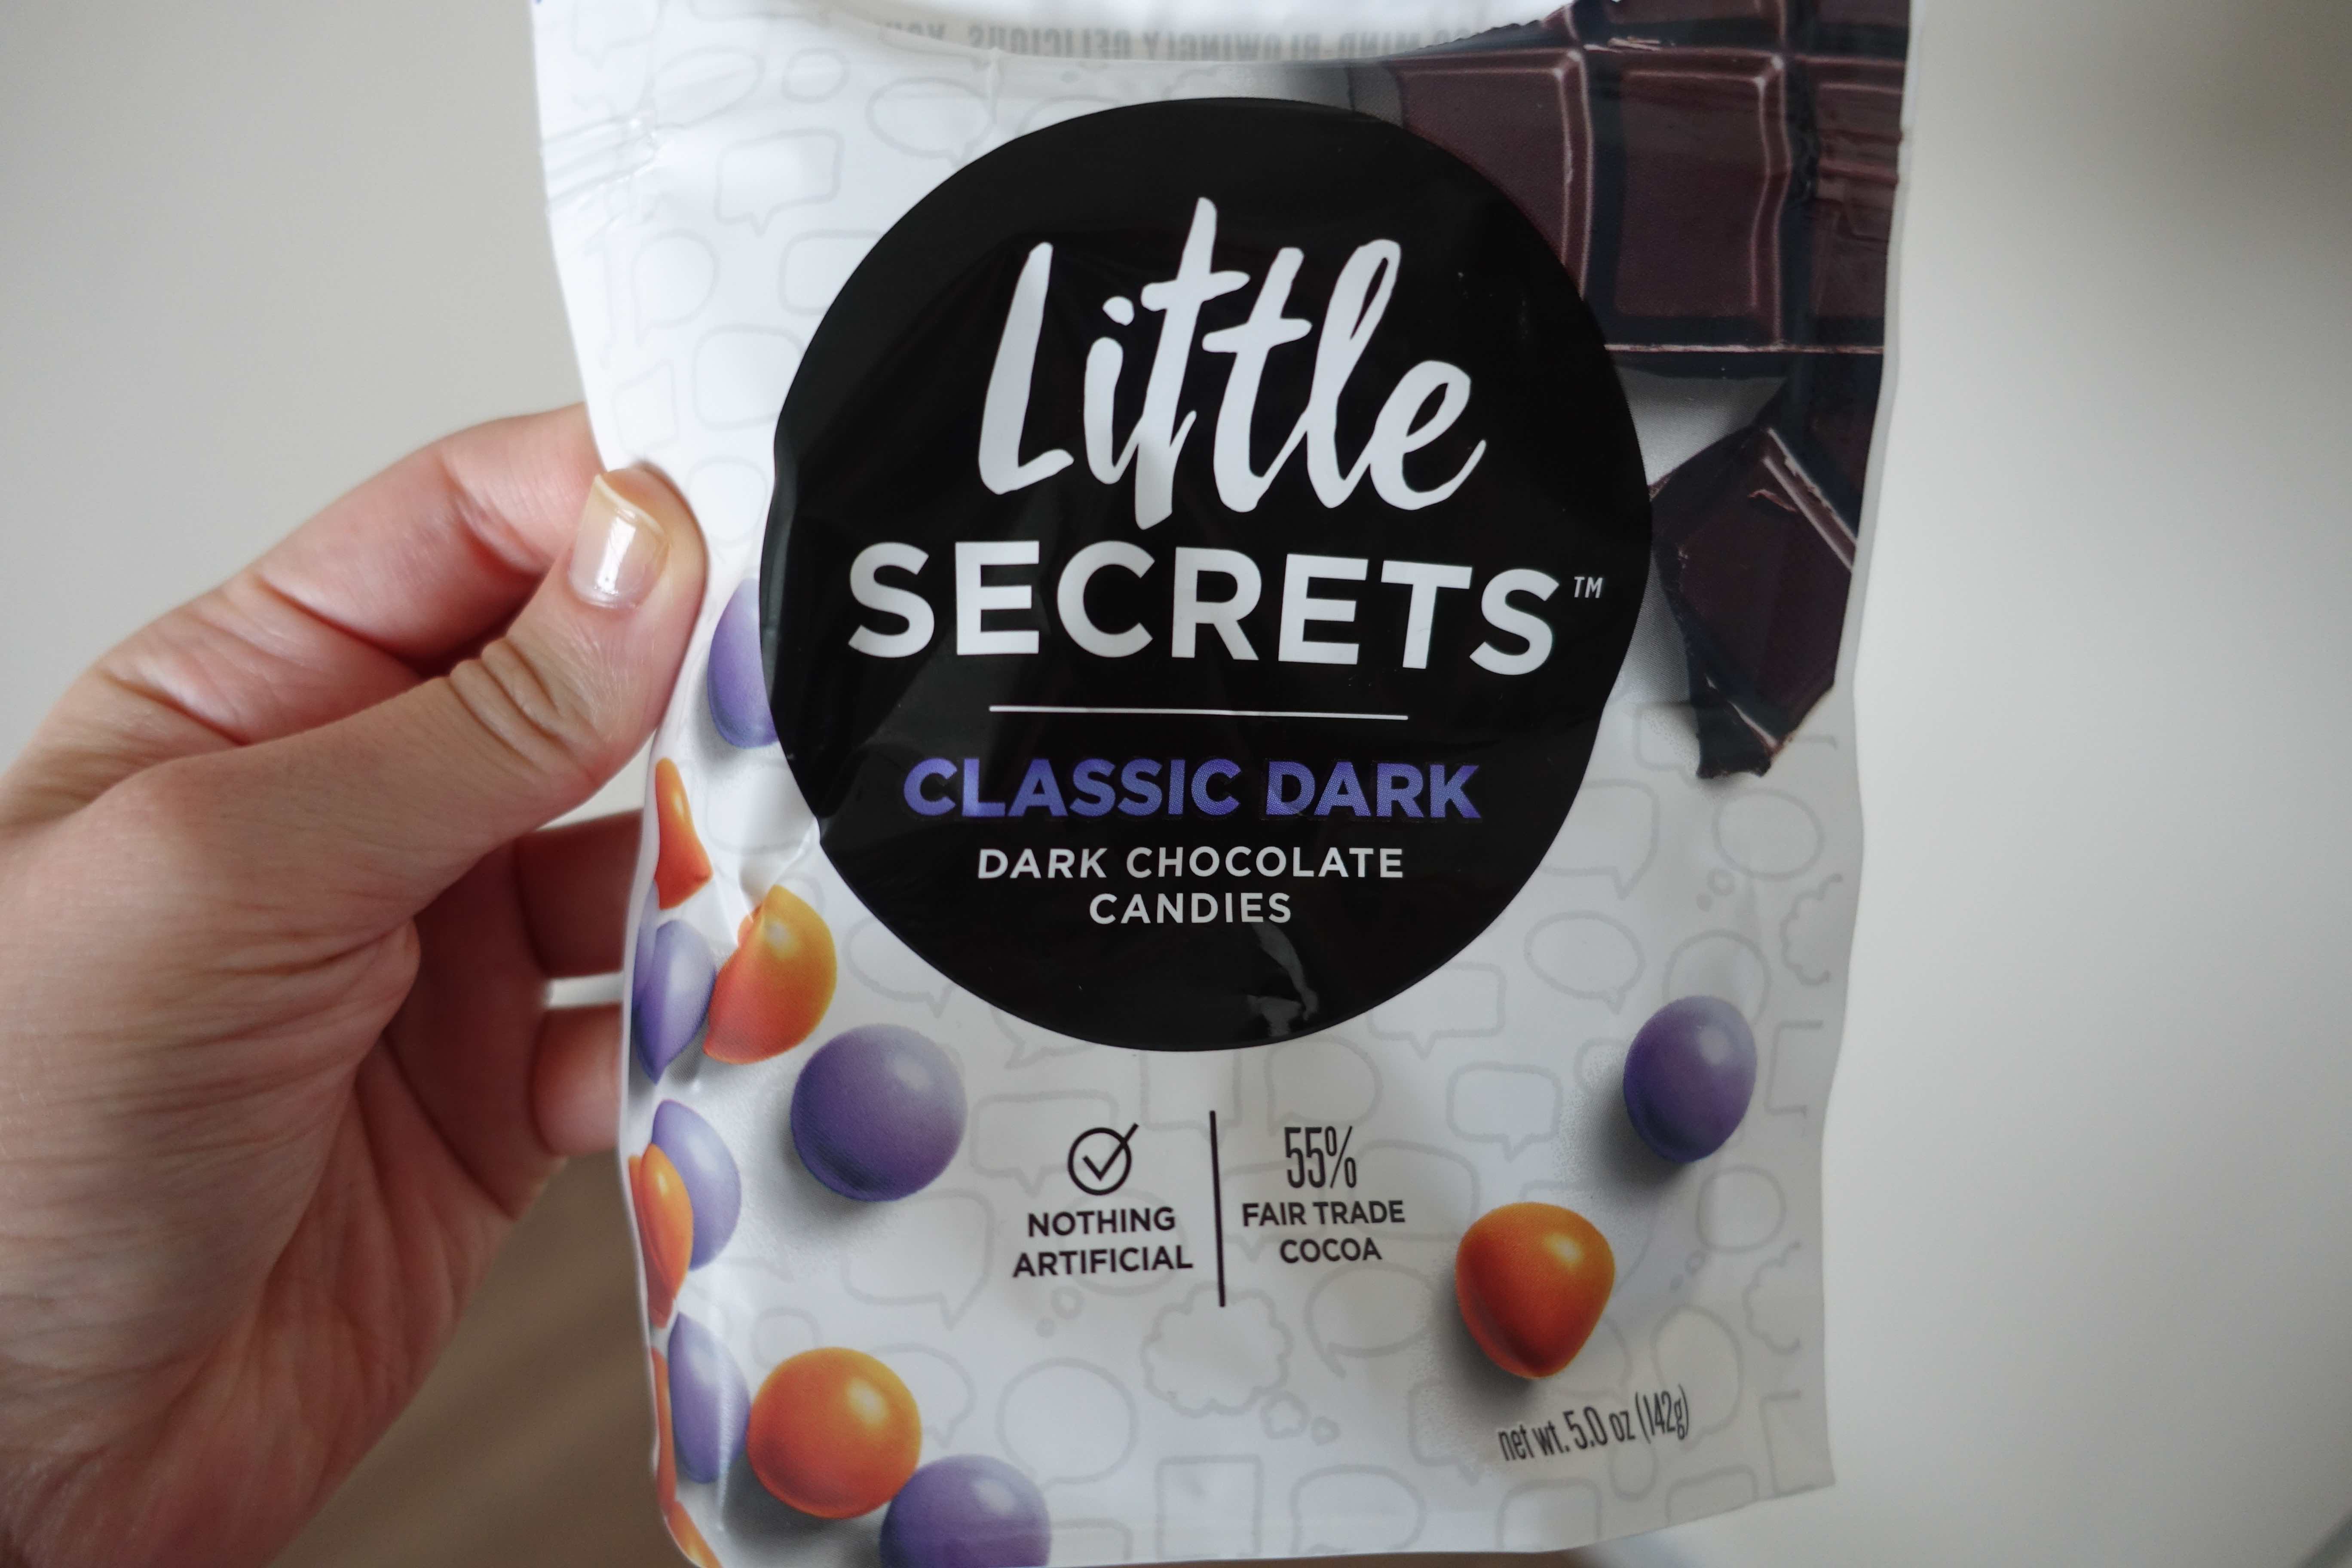 Little
SECRETS™
CLASSIC DARK
DARK CHOCOLATE
CANDIES
NOTHING
ARTIFICIAL
55%
FAIR TRADE
COCOA
net wt. 5.0 oz (142g)